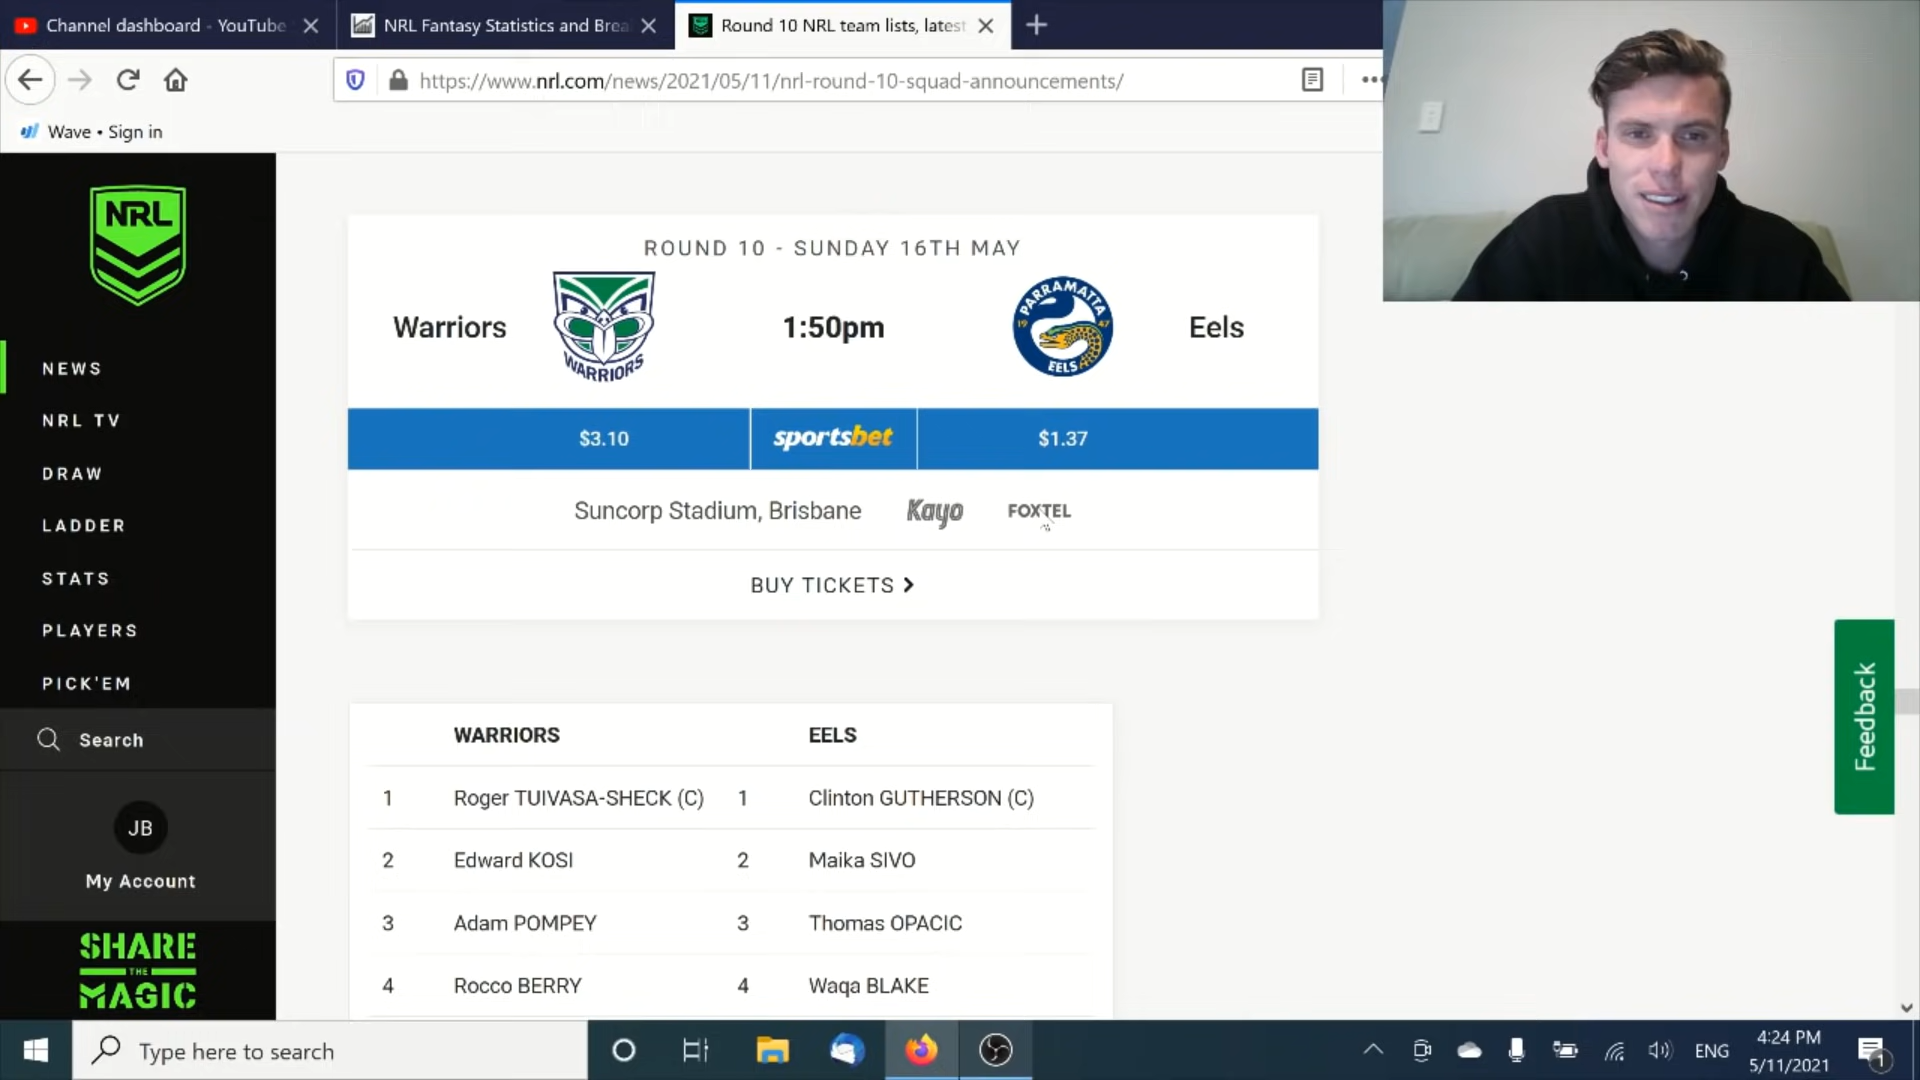 Channel dashboard - YouTube
NRL Fantasy Statistics and Brea
Round 10 NRL team lists, latest
https://www.nrl.com/news/2021/05/11/nrl-round-10-squad-announcements/
Wave • Sign in
NRL
NEWS
NRL TV
DRAW
LADDER
STATS
PLAYERS
PICK'EM
Search
JB
My Account
SHARE
THE
MAGIC
ROUND 10 - SUNDAY 16TH MAY
Warriors
WARRIORS
1:50pm
PARRAMATTA
19 47
EELS
Eels
$3.10
sportsbet
$1.37
Suncorp Stadium, Brisbane
Kayo
FOXTEL
BUY TICKETS
WARRIORS EELS
1 Roger TUIVASA-SHECK (C) 1 Clinton GUTHERSON (C)
2 Edward KOSI 2 Maika SIVO
3 Adam POMPEY 3 Thomas OPACIC
4 Rocco BERRY 4 Waqa BLAKE
Feedback
Type here to search
ENG
4:24 PM
5/11/2021
1